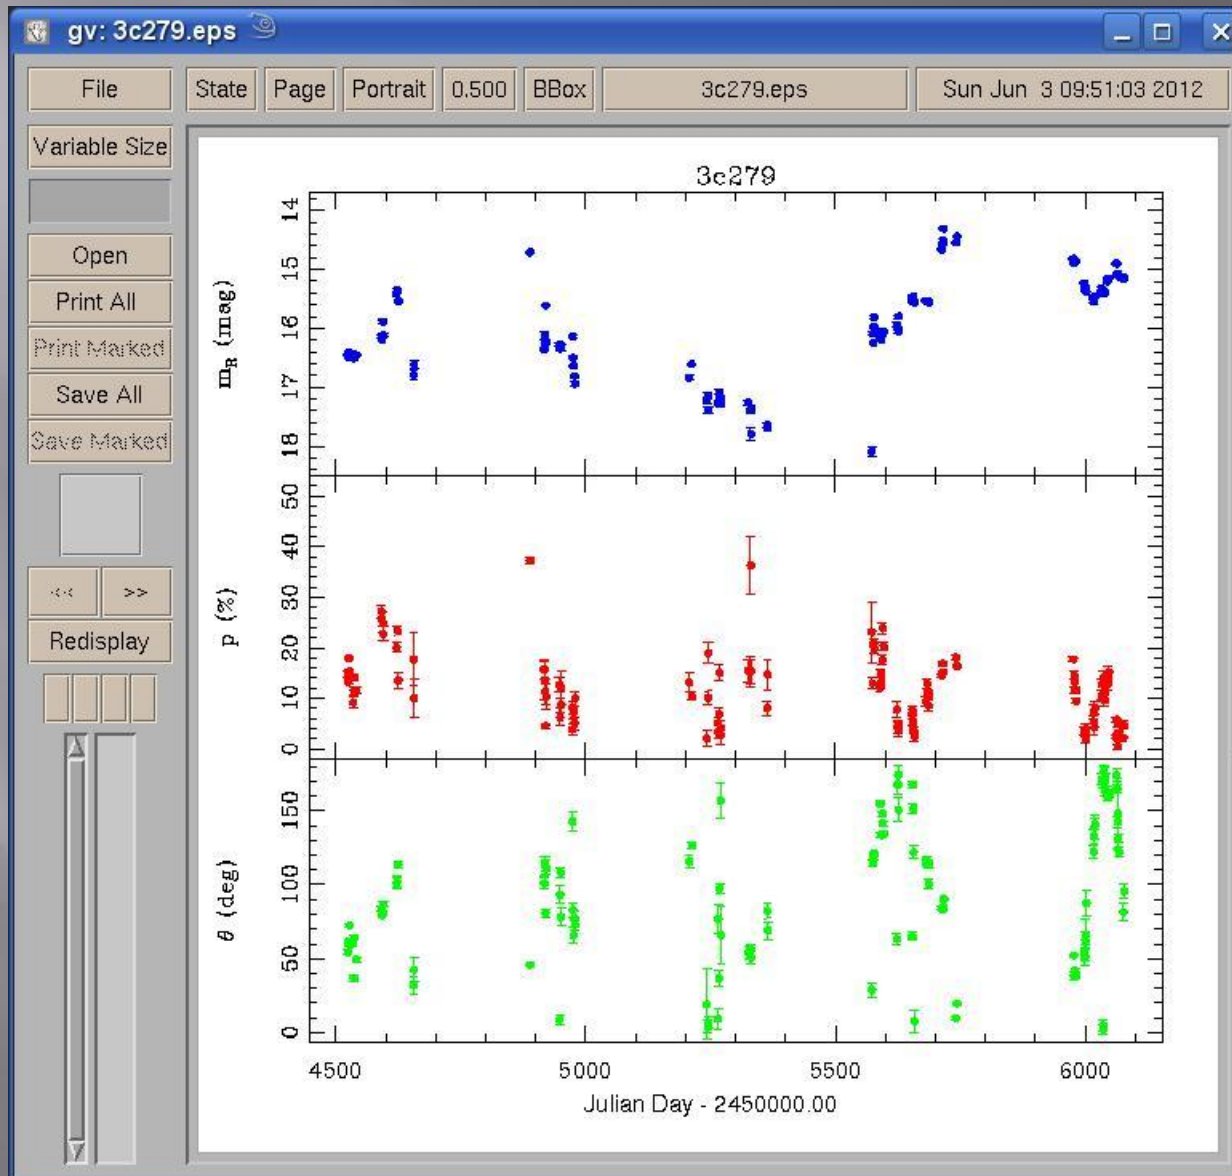 gv: 3c279.eps
File
State Page Portrait 0.500 BBox 3c279.eps Sun Jun 3 09:51:03 2012
Variable Size
Open
Print All
Print Marked
Save All
Save Marked
<< >>
Redisplay
3c279
14
15
16
17
18
m_R (mag)
50
40
30
20
10
0
p (%)
150
100
50
0
θ (deg)
4500 5000 5500 6000
Julian Day - 2450000.00